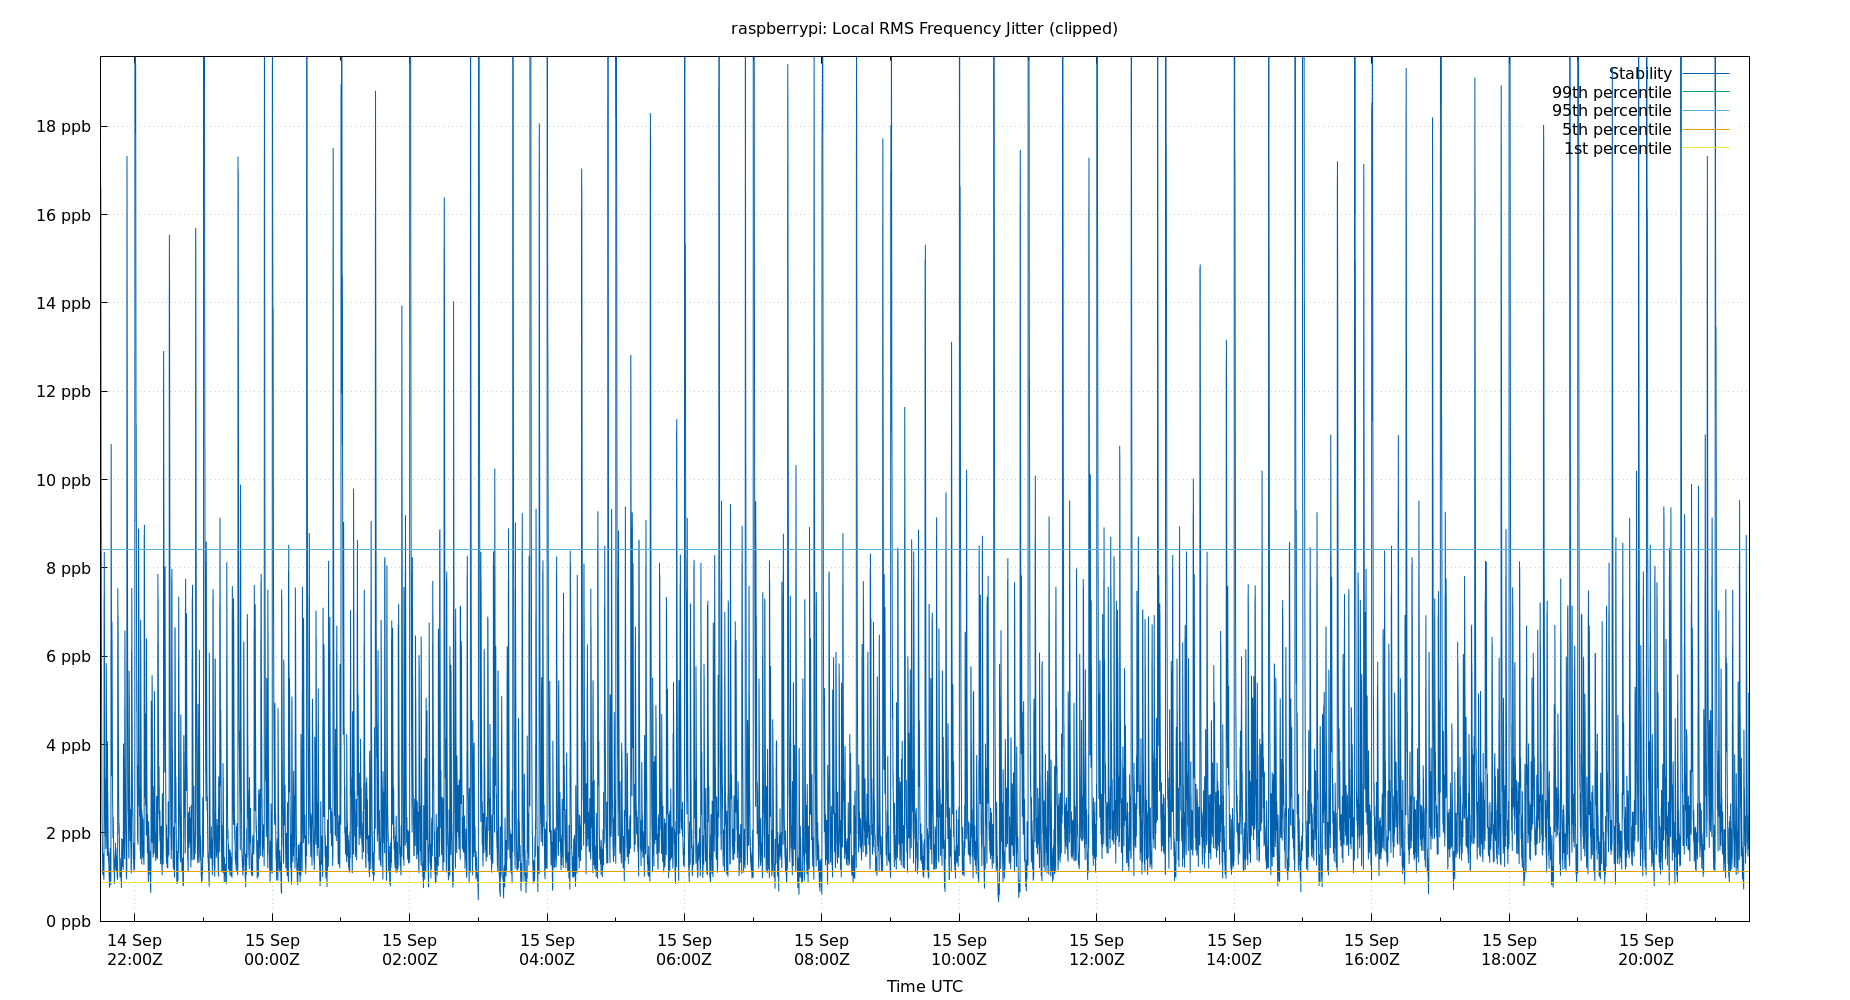 raspberrypi: Local RMS Frequency Jitter (clipped)
Stability
99th percentile
95th percentile
5th percentile
1st percentile
18 ppb
16 ppb
14 ppb
12 ppb
10 ppb
8 ppb
6 ppb
4 ppb
2 ppb
0 ppb
14 Sep 15 Sep 15 Sep 15 Sep 15 Sep 15 Sep 15 Sep 15 Sep 15 Sep 15 Sep 15 Sep 15 Sep
22:00Z 00:00Z 02:00Z 04:00Z 06:00Z 08:00Z 10:00Z 12:00Z 14:00Z 16:00Z 18:00Z 20:00Z
Time UTC